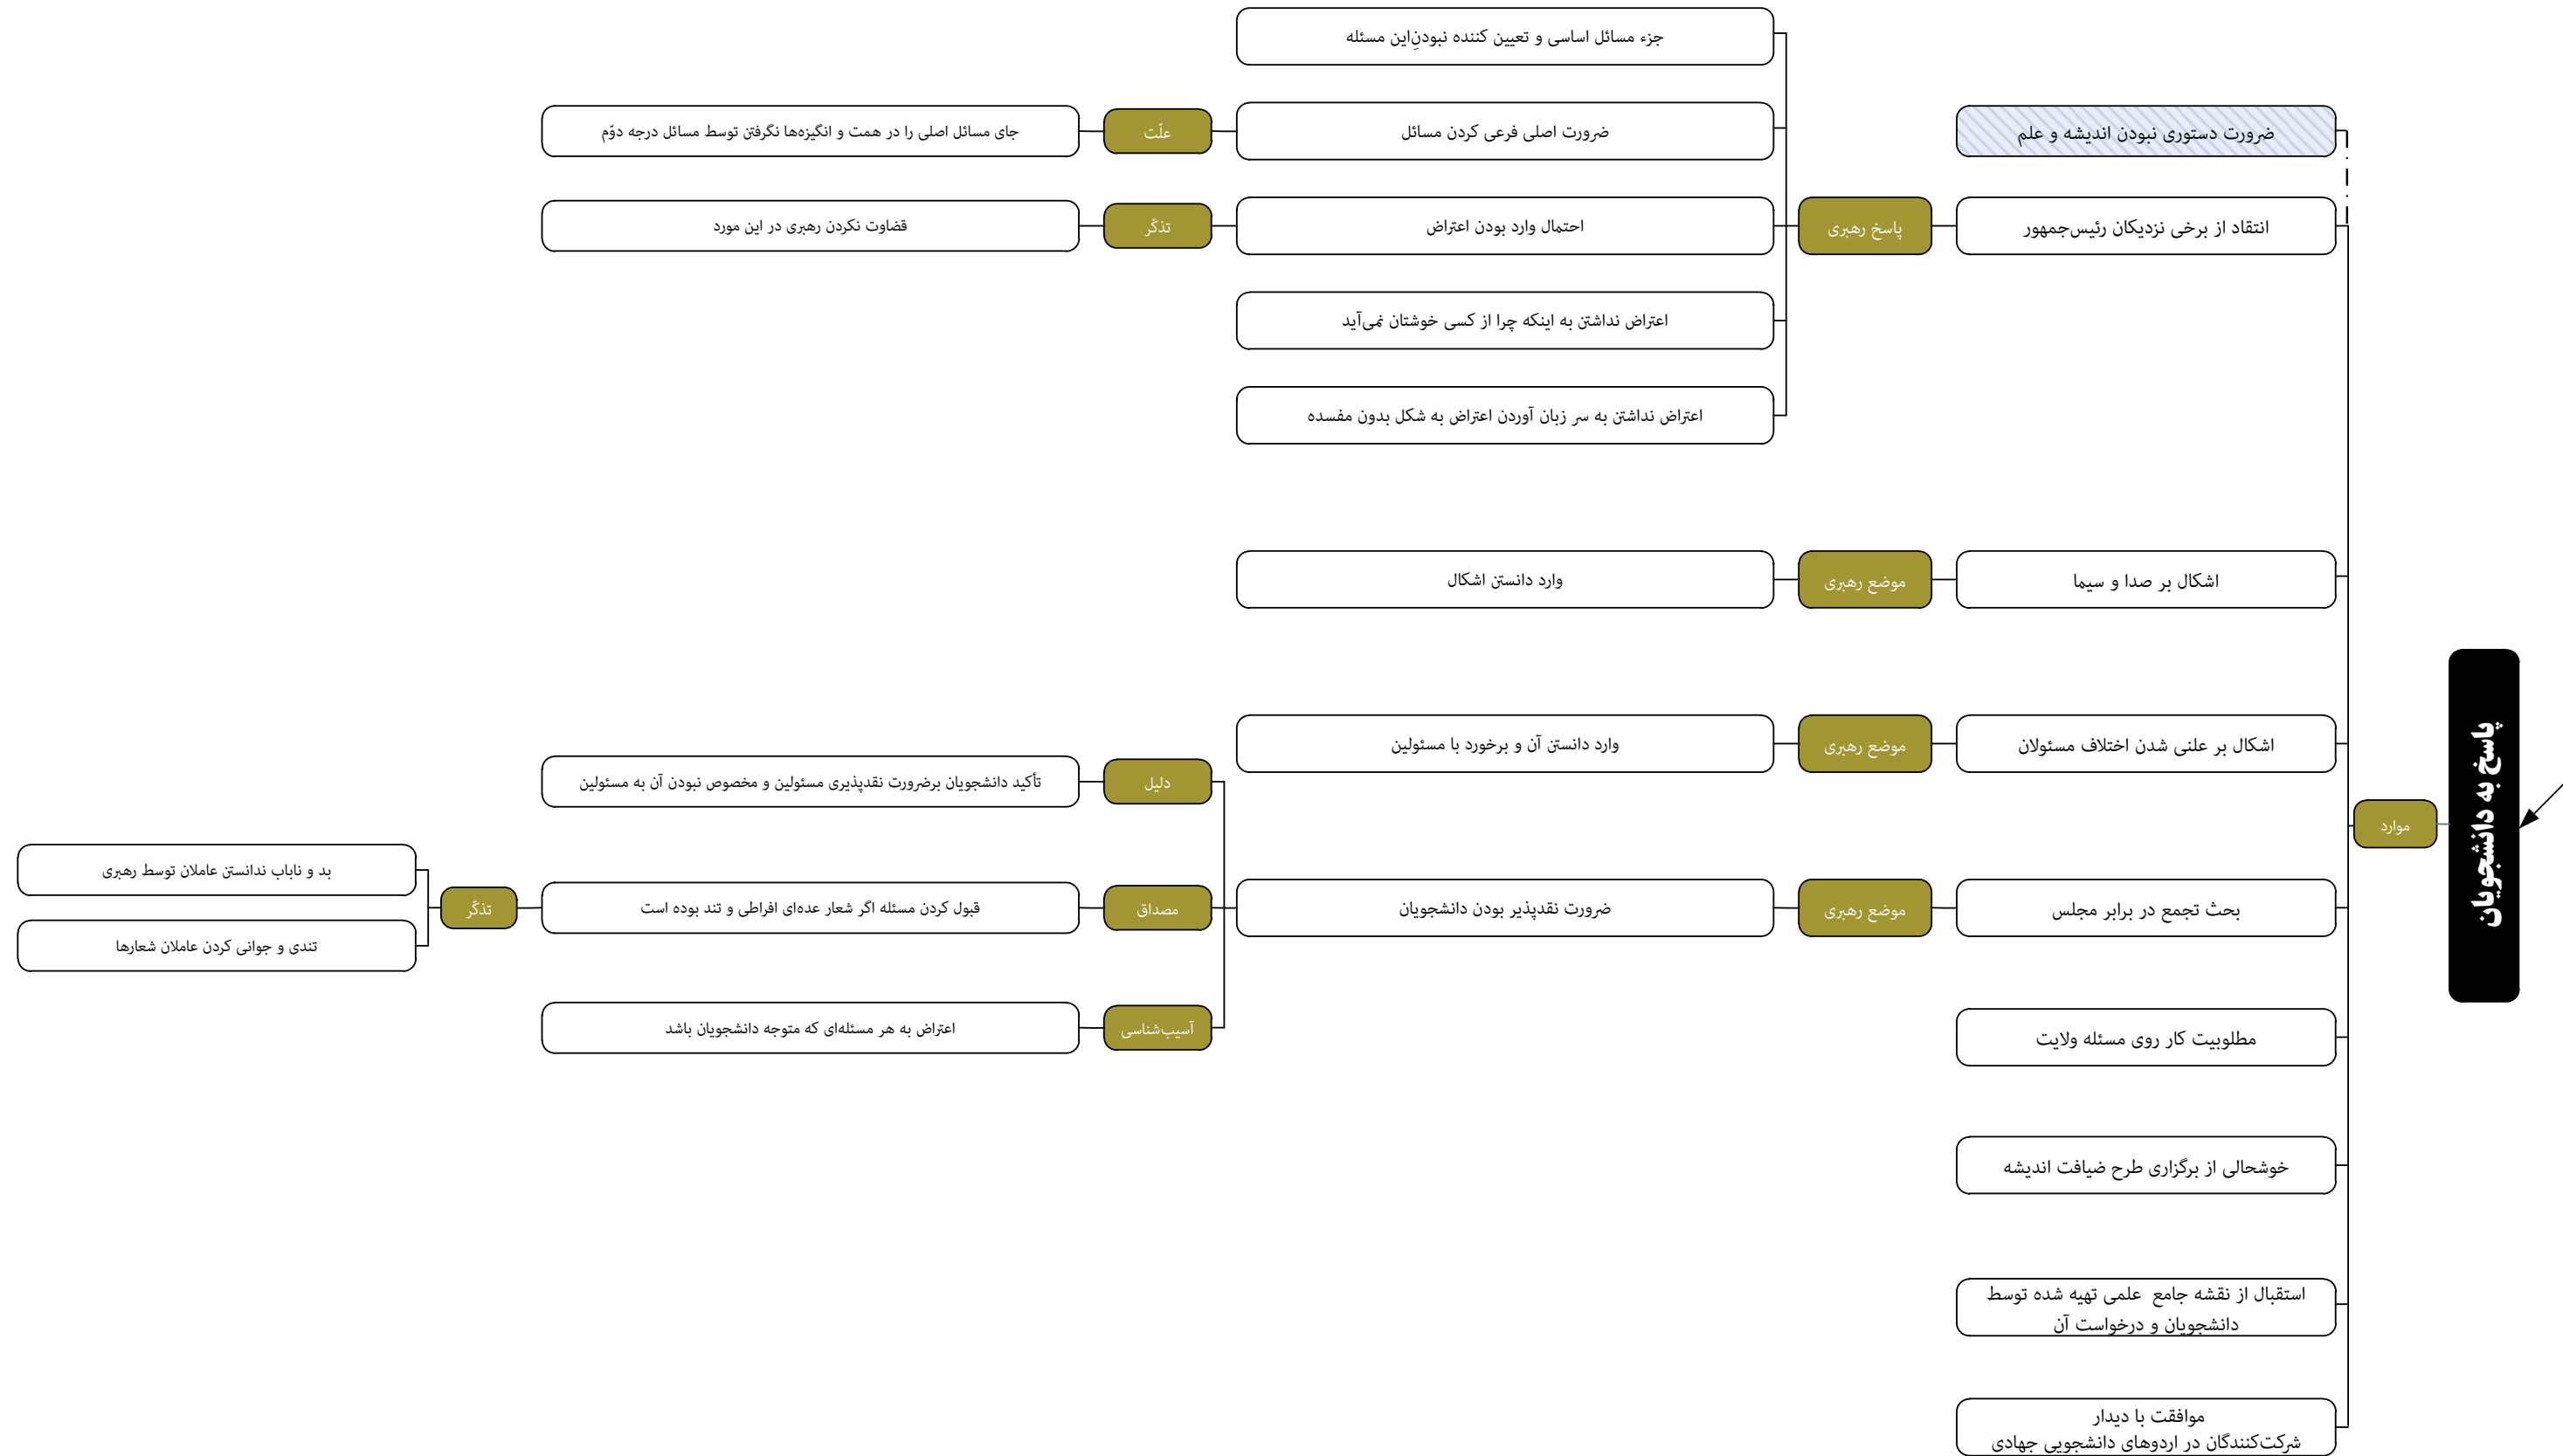 پاسخ به دانشجویان
موارد
ضرورت دستوری نبودن اندیشه و علم
انتقاد از برخی نزدیکان رئیس‌جمهور
پاسخ رهبری
جزء مسائل اساسی و تعیین کننده نبودنِ‌این مسئله
ضرورت اصلی فرعی کردن مسائل
علّت
جای مسائل اصلی را در همت و انگیزه‌ها نگرفتن توسط مسائل درجه دوّم
احتمال وارد بودن اعتراض
تذکّر
قضاوت نکردن رهبری در این مورد
اعتراض نداشتن به اینکه چرا از کسی خوشتان نمی‌آید
اعتراض نداشتن به سر زبان آوردن اعتراض به شکل بدون مفسده
اشکال بر صدا و سیما
موضع رهبری
وارد دانستن اشکال
اشکال بر علنی شدن اختلاف مسئولان
موضع رهبری
وارد دانستن آن و برخورد با مسئولین
بحث تجمع در برابر مجلس
موضع رهبری
ضرورت نقدپذیر بودن دانشجویان
دلیل
تأکید دانشجویان برضرورت نقدپذیری مسئولین و مخصوص نبودن آن به مسئولین
مصداق
قبول کردن مسئله اگر شعار عده‌ای افراطی و تند بوده است
تذکّر
بد و ناباب ندانستن عاملان توسط رهبری
تندی و جوانی کردن عاملان شعارها
آسیب‌شناسی
اعتراض به هر مسئله‌ای که متوجه دانشجویان باشد
مطلوبیت کار روی مسئله ولایت
خوشحالی از برگزاری طرح ضیافت اندیشه
استقبال از نقشه جامع علمی تهیه شده توسط
دانشجویان و درخواست آن
موافقت با دیدار
شرکت‌کنندگان در اردوهای دانشجویی جهادی